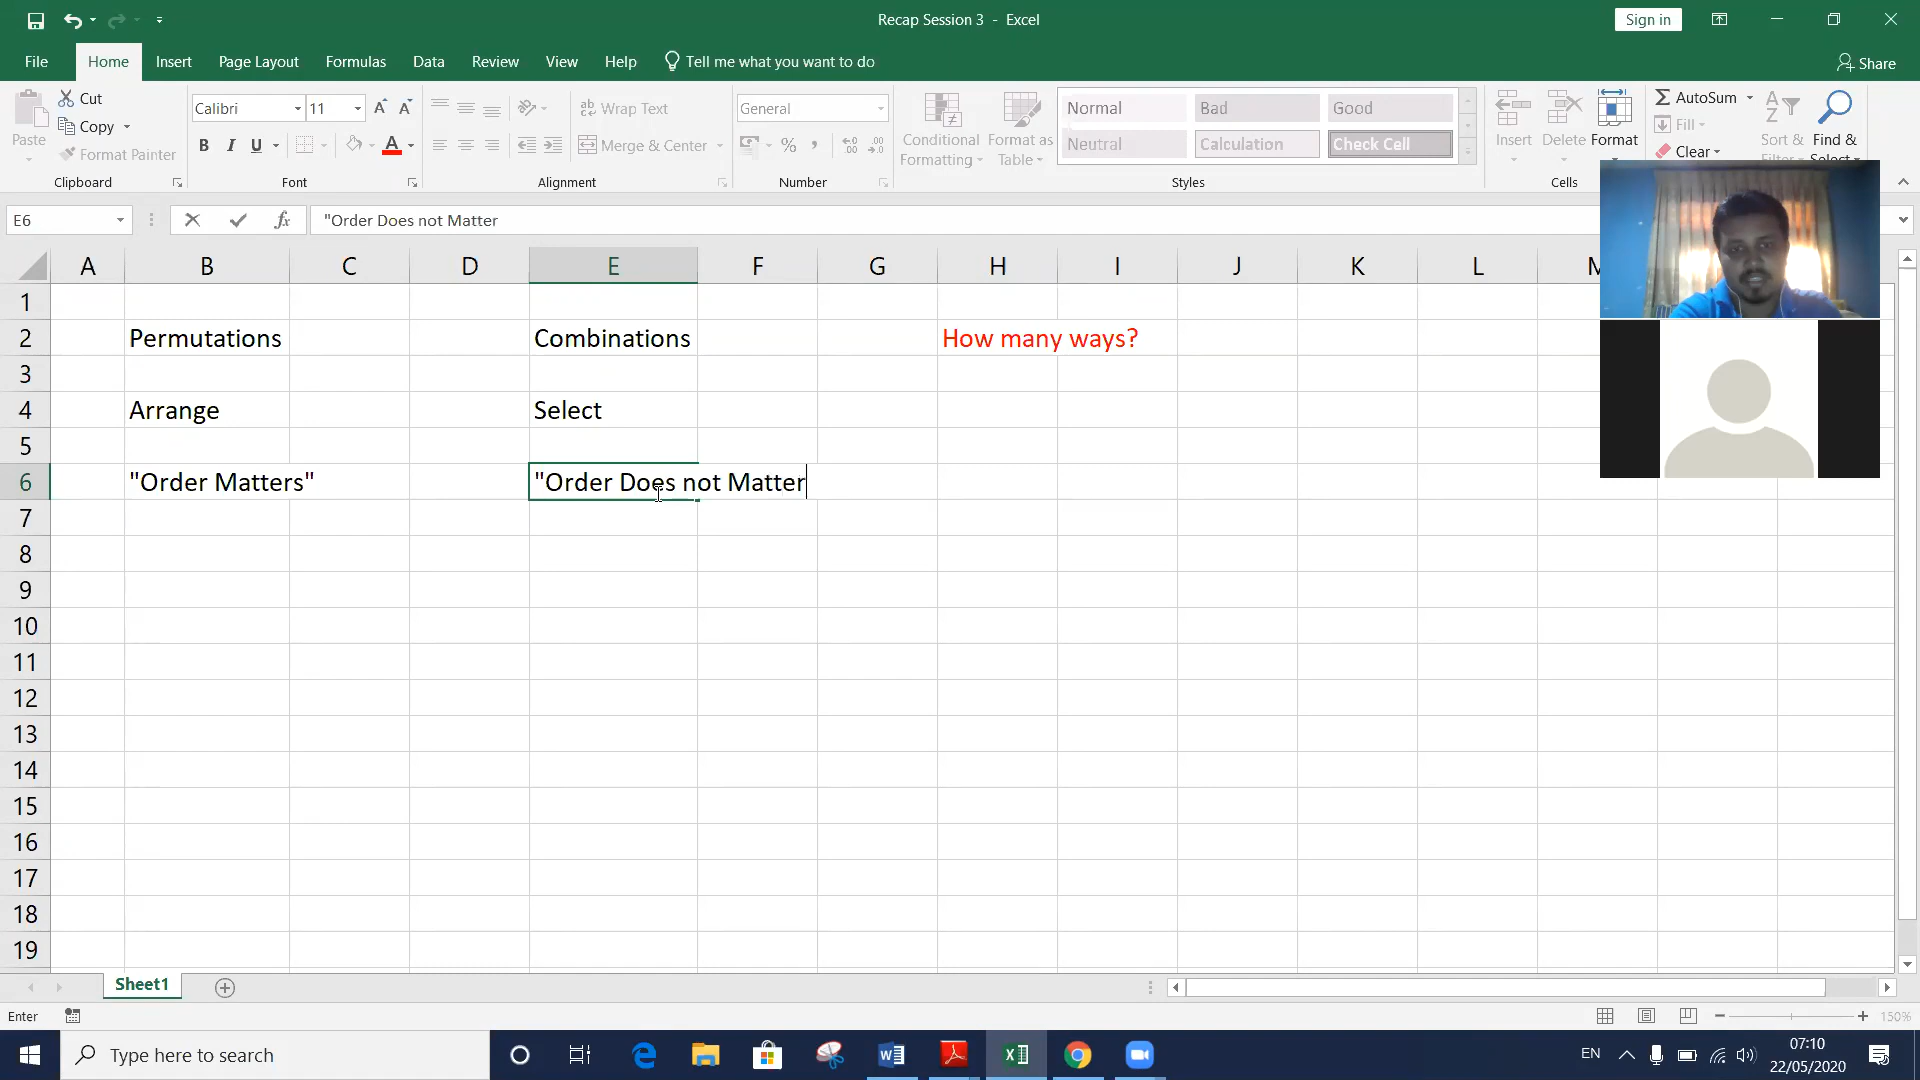 Recap Session 3 - Excel
Sign in
File Home Insert Page Layout Formulas Data Review View Help Tell me what you want to do Share
Paste
Cut
Copy
Format Painter
Clipboard
Calibri 11
B I U
Font
Wrap Text
Merge & Center
Alignment
General
Number
Conditional Formatting
Format as Table
Normal Bad Good
Neutral Calculation Check Cell
Styles
Insert Delete Format
Cells
AutoSum
Fill
Clear
Sort &
Filter
Find &
Select
E6 "Order Does not Matter
A B C D E F G H I J K L M
1
2 Permutations Combinations How many ways?
3
4 Arrange Select
5
6 "Order Matters" "Order Does not Matter
7
8
9
10
11
12
13
14
15
16
17
18
19
Sheet1
Enter 150%
Type here to search
EN 07:10
22/05/2020